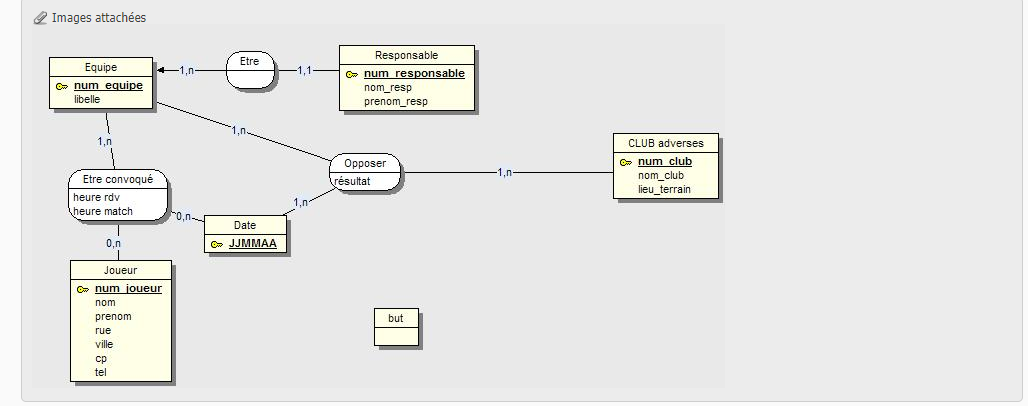 Images attachées
Equipe
num_equipe
libelle
1,n
Etre
1,1
Responsable
num_responsable
nom_resp
prenom_resp
1,n
1,n
Opposer
résultat
1,n
CLUB adverses
num_club
nom_club
lieu_terrain
Etre convoqué
heure rdv
heure match
0,n
1,n
Date
JJMMAA
0,n
Joueur
num_joueur
nom
prenom
rue
ville
cp
tel
but